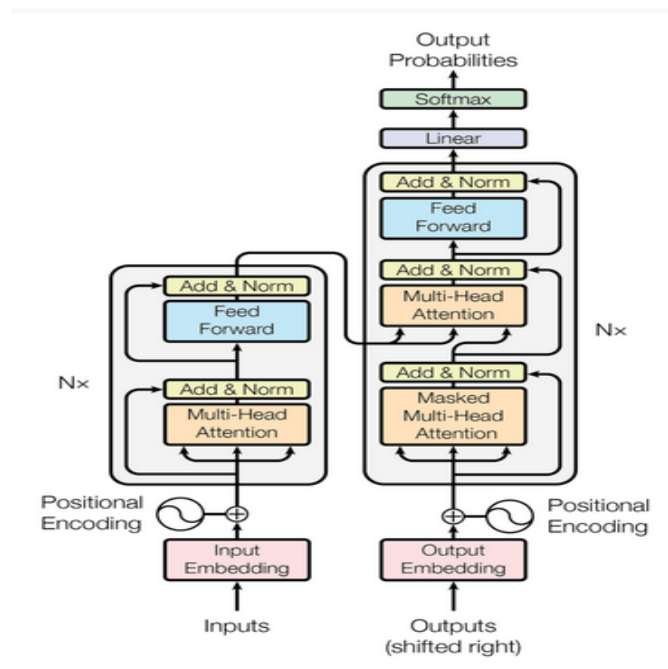 Output
Probabilities
Softmax
Linear
Add & Norm
Feed
Forward
Add & Norm
Multi-Head
Attention
Add & Norm
Masked
Multi-Head
Attention
N×
Add & Norm
Feed
Forward
Add & Norm
Multi-Head
Attention
N×
Positional
Encoding
Positional
Encoding
Input
Embedding
Output
Embedding
Inputs
Outputs
(shifted right)